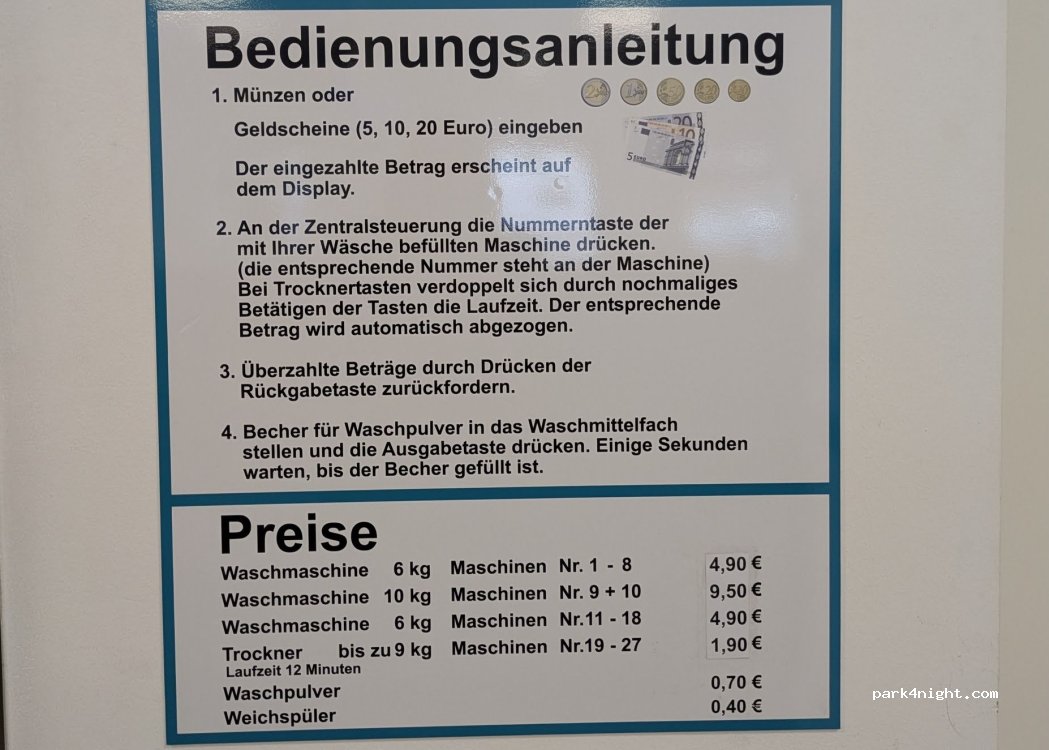 Bedienungsanleitung
1. Münzen oder
Geldscheine (5, 10, 20 Euro) eingeben
Der eingezahlte Betrag erscheint auf
dem Display.
2. An der Zentralsteuerung die Nummerntaste der
mit Ihrer Wäsche befüllten Maschine drücken.
(die entsprechende Nummer steht an der Maschine)
Bei Trocknertasten verdoppelt sich durch nochmaliges
Betätigen der Tasten die Laufzeit. Der entsprechende
Betrag wird automatisch abgezogen.
3. Überzahlte Beträge durch Drücken der
Rückgabetaste zurückfordern.
4. Becher für Waschpulver in das Waschmittelfach
stellen und die Ausgabetaste drücken. Einige Sekunden
warten, bis der Becher gefüllt ist.
Preise
Waschmaschine 6 kg Maschinen Nr. 1 - 8 4,90 €
Waschmaschine 10 kg Maschinen Nr. 9 + 10 9,50 €
Waschmaschine 6 kg Maschinen Nr.11 - 18 4,90 €
Trockner bis zu 9 kg Maschinen Nr.19 - 27 1,90 €
Laufzeit 12 Minuten
Waschpulver 0,70 €
Weichspüler 0,40 €
park4night.com